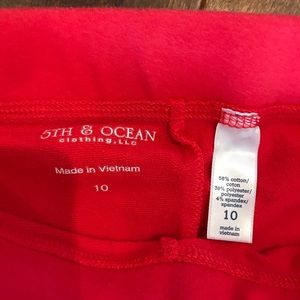 5TH & OCEAN
clothing, LLC
Made in Vietnam
10
58% cotton/
coton
38% polyester/
polyester
4% spandex/
spandex
10
made in
vietnam